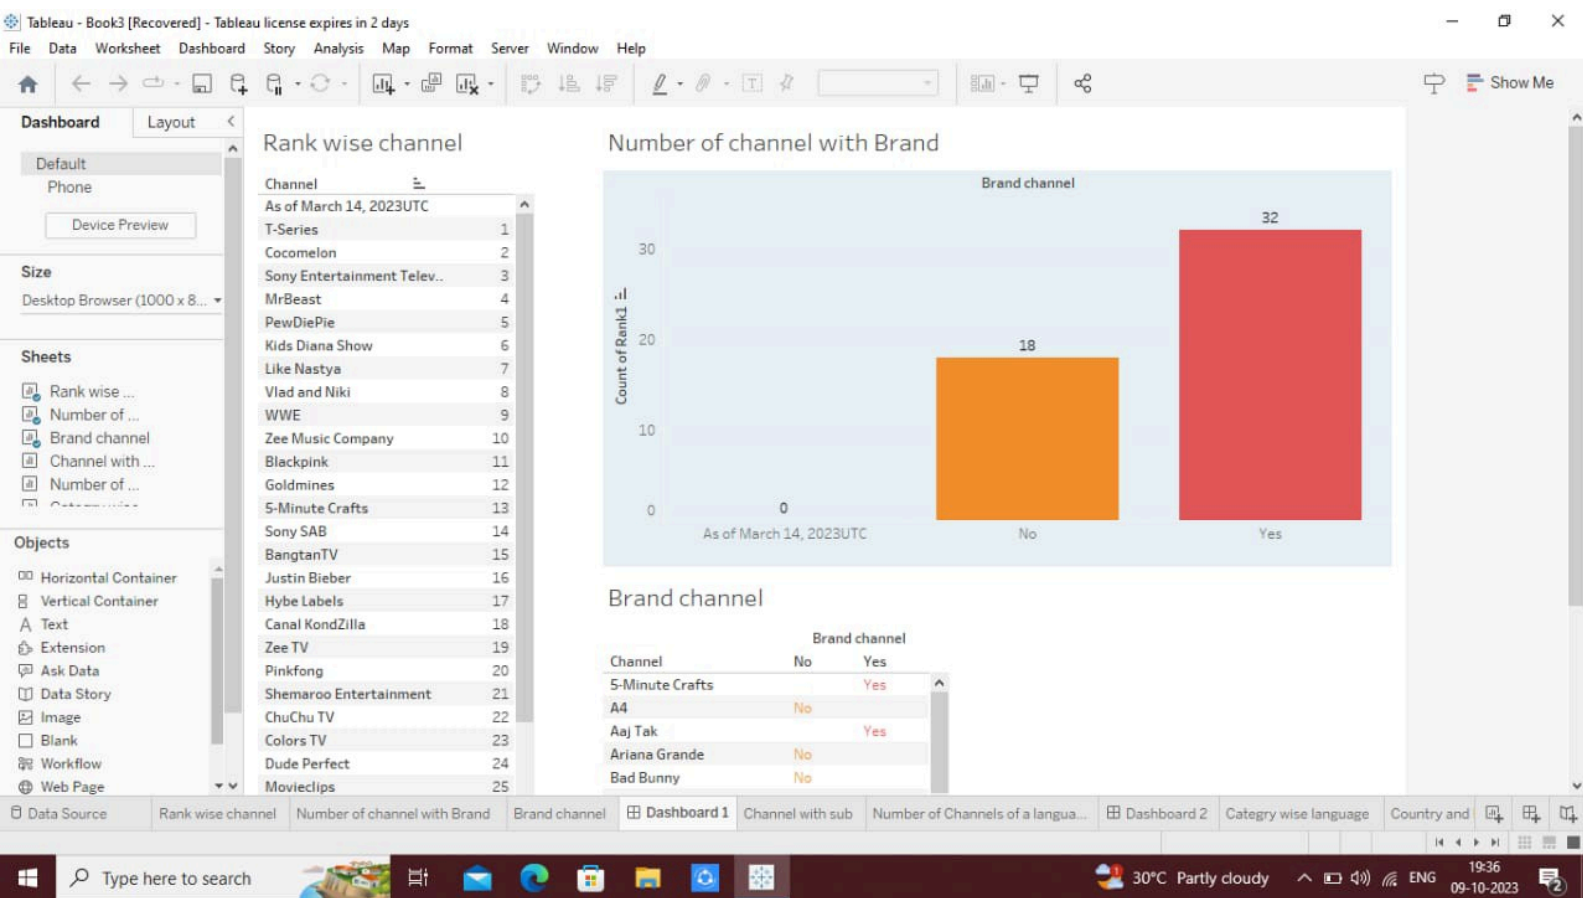 Tableau - Book3 [Recovered] - Tableau license expires in 2 days
File Data Worksheet Dashboard Story Analysis Map Format Server Window Help
Show Me
Dashboard Layout
Default
Phone
Device Preview
Size
Desktop Browser (1000 x 8...
Sheets
Rank wise ...
Number of ...
Brand channel
Channel with ...
Number of ...
Objects
Horizontal Container
Vertical Container
Text
Extension
Ask Data
Data Story
Image
Blank
Workflow
Web Page
Rank wise channel
Channel
As of March 14, 2023UTC
T-Series 1
Cocomelon 2
Sony Entertainment Telev.. 3
MrBeast 4
PewDiePie 5
Kids Diana Show 6
Like Nastya 7
Vlad and Niki 8
WWE 9
Zee Music Company 10
Blackpink 11
Goldmines 12
5-Minute Crafts 13
Sony SAB 14
BangtanTV 15
Justin Bieber 16
Hybe Labels 17
Canal KondZilla 18
Zee TV 19
Pinkfong 20
Shemaroo Entertainment 21
ChuChu TV 22
Colors TV 23
Dude Perfect 24
Movieclips 25
Number of channel with Brand
Brand channel
Count of Rank1
30
20
10
0
0
18
32
As of March 14, 2023UTC No Yes
Brand channel
Brand channel
Channel No Yes
5-Minute Crafts Yes
A4 No
Aaj Tak Yes
Ariana Grande No
Bad Bunny No
Data Source Rank wise channel Number of channel with Brand Brand channel Dashboard 1 Channel with sub Number of Channels of a langua... Dashboard 2 Categry wise language Country and
Type here to search
30°C Partly cloudy
ENG
19:36
09-10-2023
2